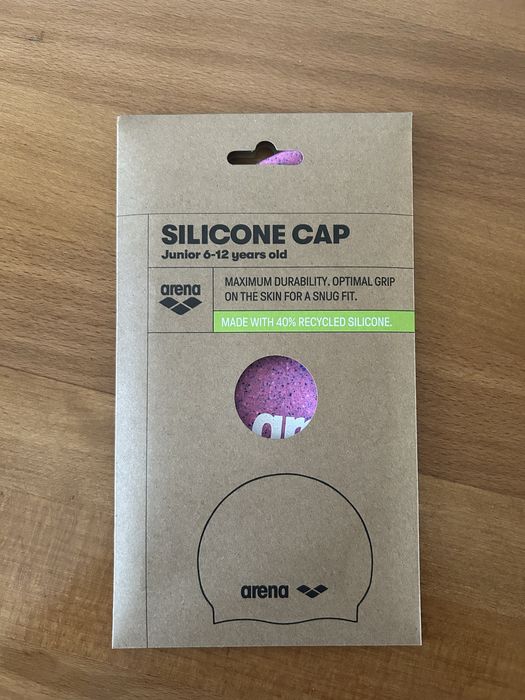 SILICONE CAP
Junior 6-12 years old
arena
MAXIMUM DURABILITY. OPTIMAL GRIP
ON THE SKIN FOR A SNUG FIT.
MADE WITH 40% RECYCLED SILICONE.
ar
arena